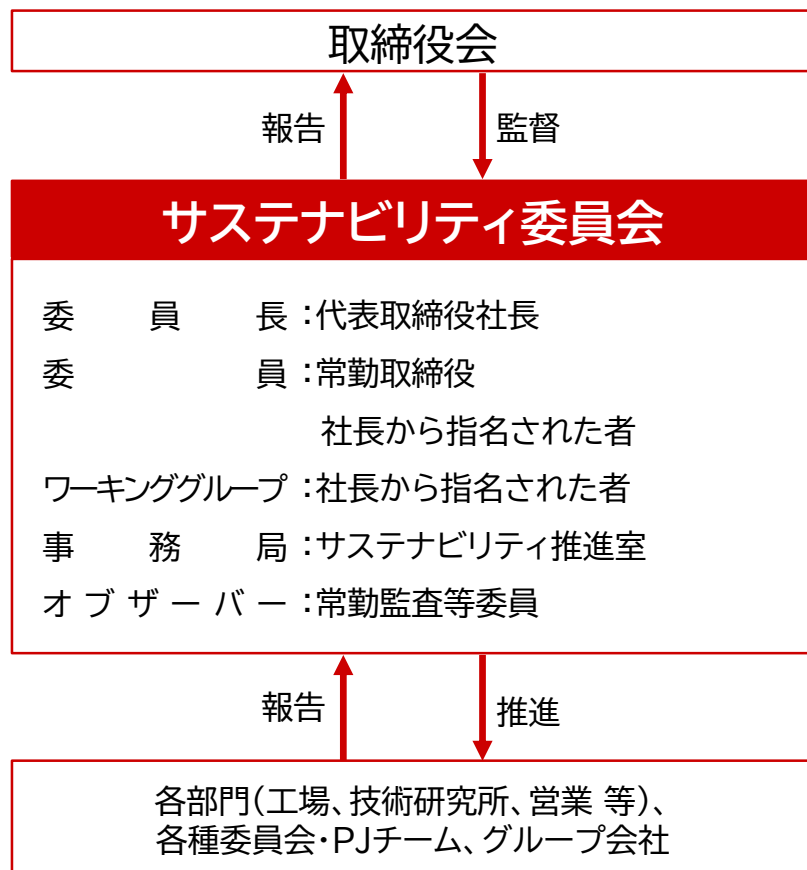 取締役会
報告
監督
サステナビリティ委員会
委員長：代表取締役社長
委員：常勤取締役
社長から指名された者
ワーキンググループ：社長から指名された者
事務局：サステナビリティ推進室
オブザーバー：常勤監査等委員
報告
推進
各部門（工場、技術研究所、営業 等）、
各種委員会・PJチーム、グループ会社